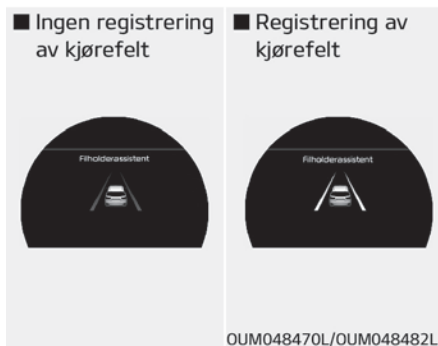 ■ Ingen registrering
av kjørefelt
Filholderassistent
■ Registrering av
kjørefelt
Filholderassistent
OUM048470L/OUM048482L